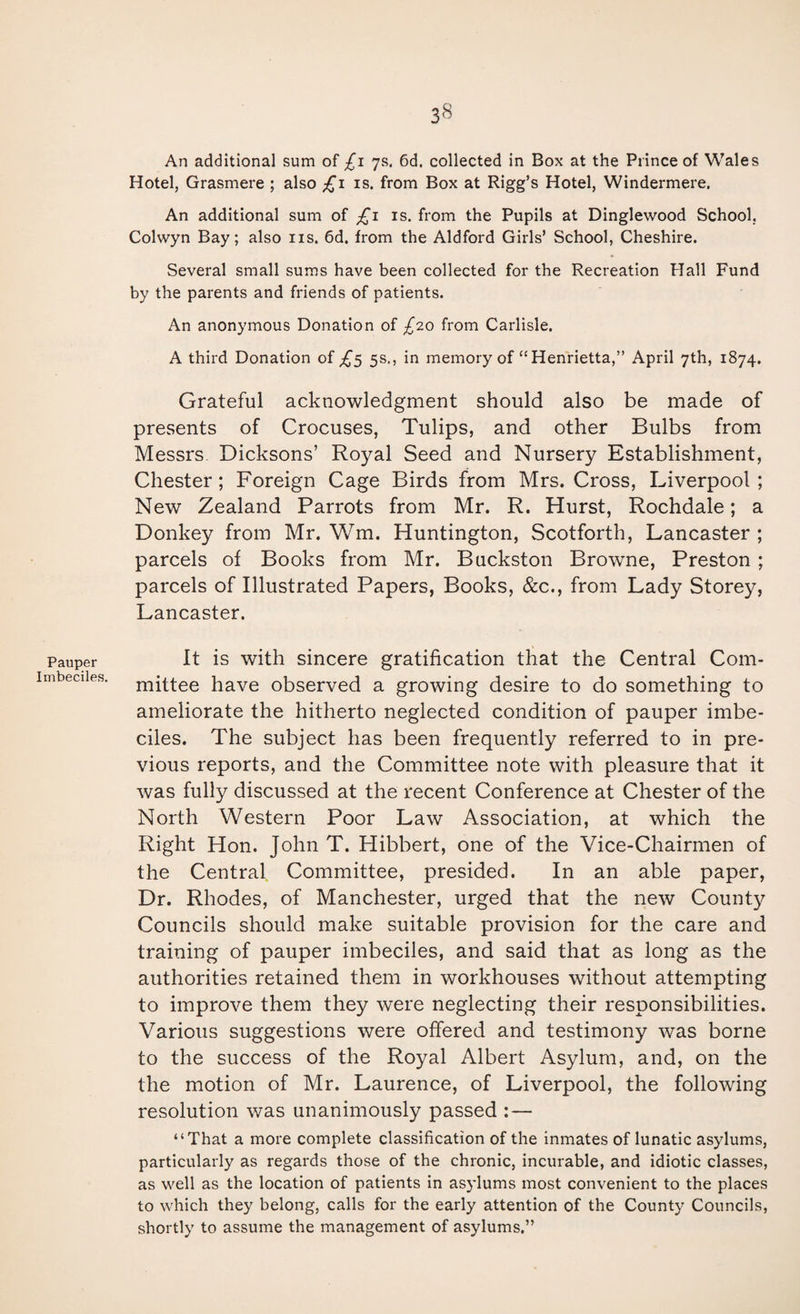 38
An additional sum of £1 7s. 6d. collected in Box at the Prince of Wales
Hotel, Grasmere ; also £1 1s. from Box at Rigg's Hotel, Windermere.
An additional sum of £1 1s. from the Pupils at Dinglewood School,
Colwyn Bay ; also 11s. 6d. from the Aldford Girls' School, Cheshire.
Several small sums have been collected for the Recreation Hall Fund
by the parents and friends of patients.
An anonymous Donation of £20 from Carlisle.
A third Donation of £5 5s., in memory of “Henrietta,” April 7th, 1874.
Grateful acknowledgment should also be made of
presents of Crocuses, Tulips, and other Bulbs from
Messrs Dicksons' Royal Seed and Nursery Establishment,
Chester ; Foreign Cage Birds from Mrs. Cross, Liverpool ;
New Zealand Parrots from Mr. R. Hurst, Rochdale ; a
Donkey from Mr. Wm. Huntington, Scotforth, Lancaster ;
parcels of Books from Mr. Buckston Browne, Preston ;
parcels of Illustrated Papers, Books, &c., from Lady Storey,
Lancaster.
Pauper
Imbeciles.
It is with sincere gratification that the Central Com-
mittee have observed a growing desire to do something to
ameliorate the hitherto neglected condition of pauper imbe-
ciles. The subject has been frequently referred to in pre-
vious reports, and the Committee note with pleasure that it
was fully discussed at the recent Conference at Chester of the
North Western Poor Law Association, at which the
Right Hon. John T. Hibbert, one of the Vice-Chairmen of
the Central Committee, presided. In an able paper,
Dr. Rhodes, of Manchester, urged that the new County
Councils should make suitable provision for the care and
training of pauper imbeciles, and said that as long as the
authorities retained them in workhouses without attempting
to improve them they were neglecting their responsibilities.
Various suggestions were offered and testimony was borne
to the success of the Royal Albert Asylum, and, on the
the motion of Mr. Laurence, of Liverpool, the following
resolution was unanimously passed :—
“That a more complete classification of the inmates of lunatic asylums,
particularly as regards those of the chronic, incurable, and idiotic classes,
as well as the location of patients in asylums most convenient to the places
to which they belong, calls for the early attention of the County Councils,
shortly to assume the management of asylums.”